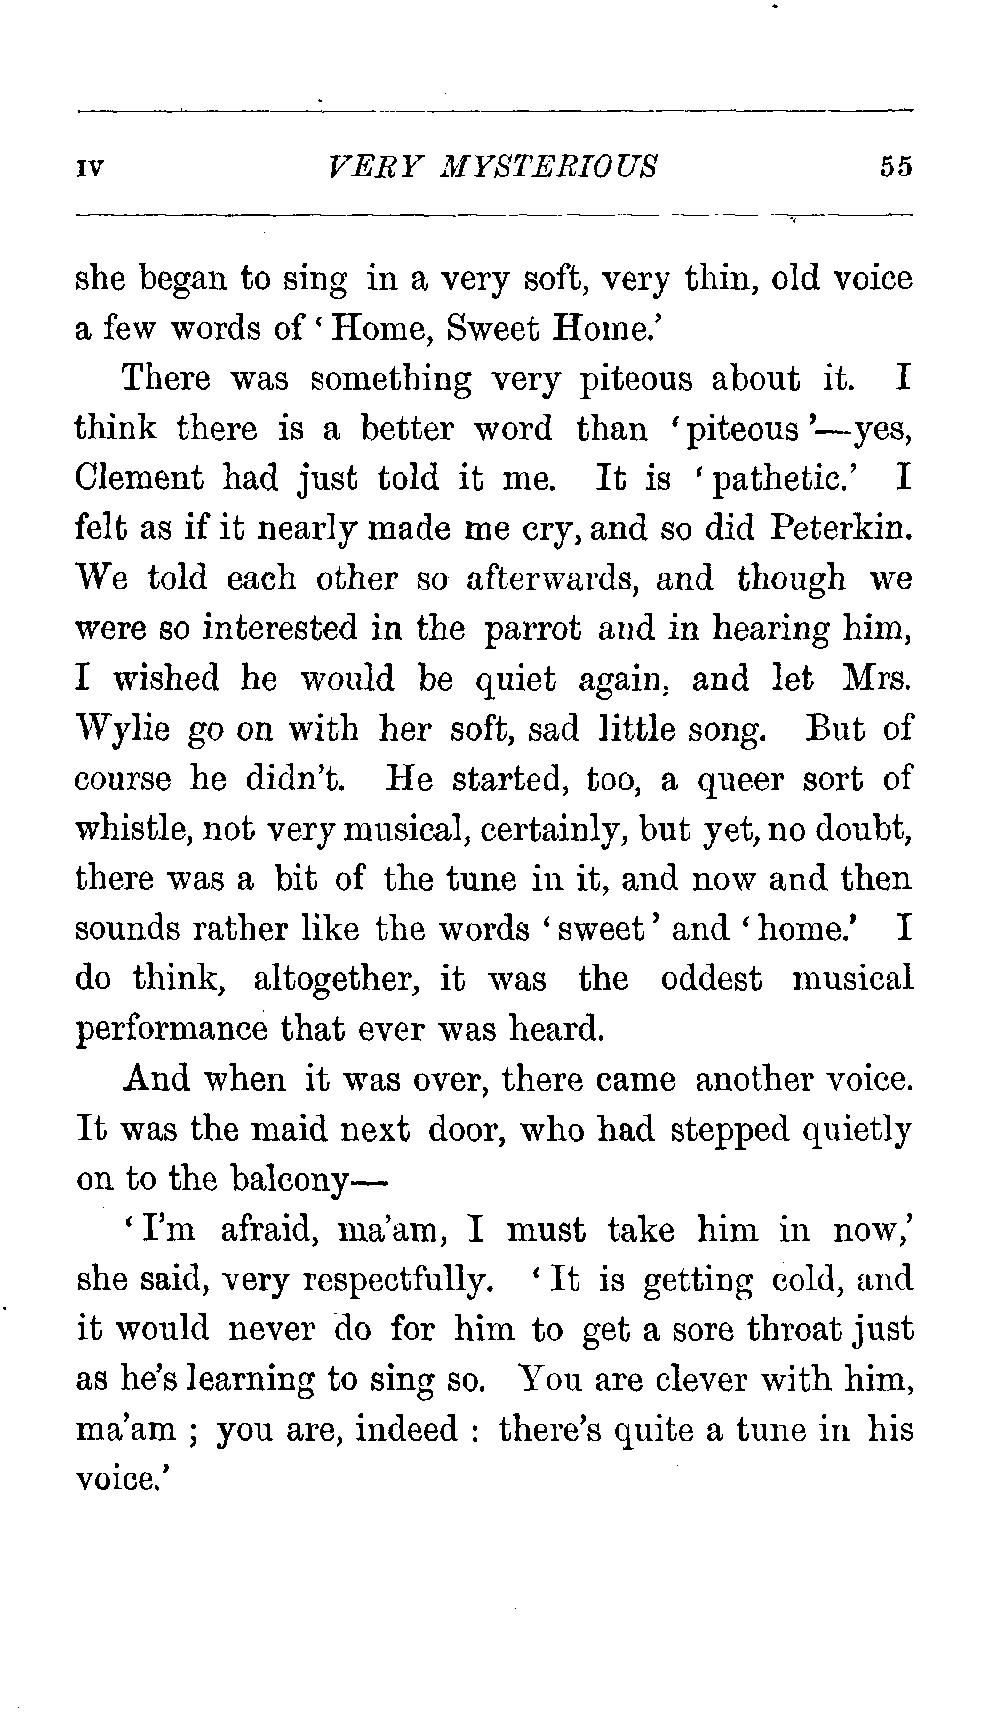 IV VERY MYSTERIOUS 55
she began to sing in a very soft, very thin, old voice
a few words of ‘Home, Sweet Home.’
There was something very piteous about it. I
think there is a better word than ‘piteous’—yes,
Clement had just told it me. It is ‘pathetic.’ I
felt as if it nearly made me cry, and so did Peterkin.
We told each other so afterwards, and though we
were so interested in the parrot and in hearing him,
I wished he would be quiet again, and let Mrs.
Wylie go on with her soft, sad little song. But of
course he didn’t. He started, too, a queer sort of
whistle, not very musical, certainly, but yet, no doubt,
there was a bit of the tune in it, and now and then
sounds rather like the words ‘sweet’ and ‘home.’ I
do think, altogether, it was the oddest musical
performance that ever was heard.
And when it was over, there came another voice.
It was the maid next door, who had stepped quietly
on to the balcony—
‘I’m afraid, ma’am, I must take him in now,’
she said, very respectfully. ‘It is getting cold, and
it would never do for him to get a sore throat just
as he’s learning to sing so. You are clever with him,
ma’am ; you are, indeed : there’s quite a tune in his
voice.’